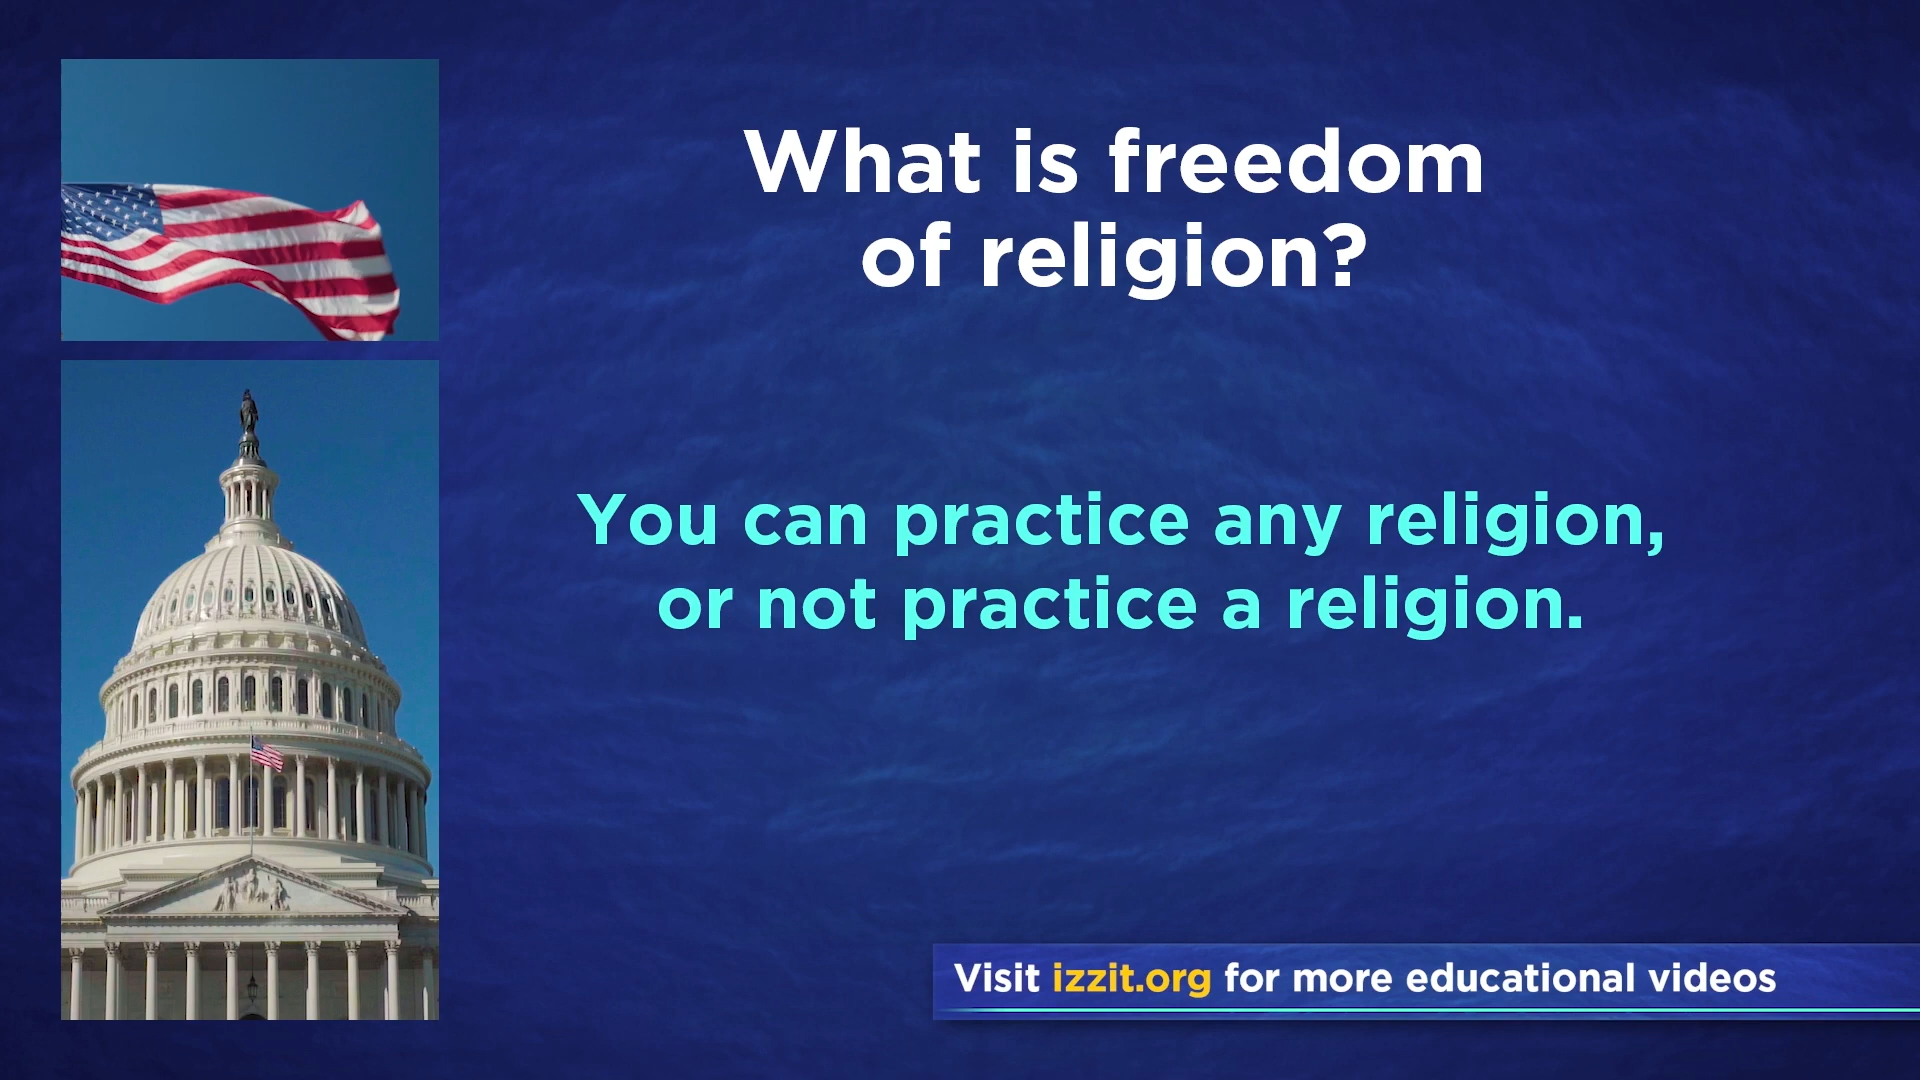 What is freedom
of religion?
You can practice any religion,
or not practice a religion.
Visit izzit.org for more educational videos